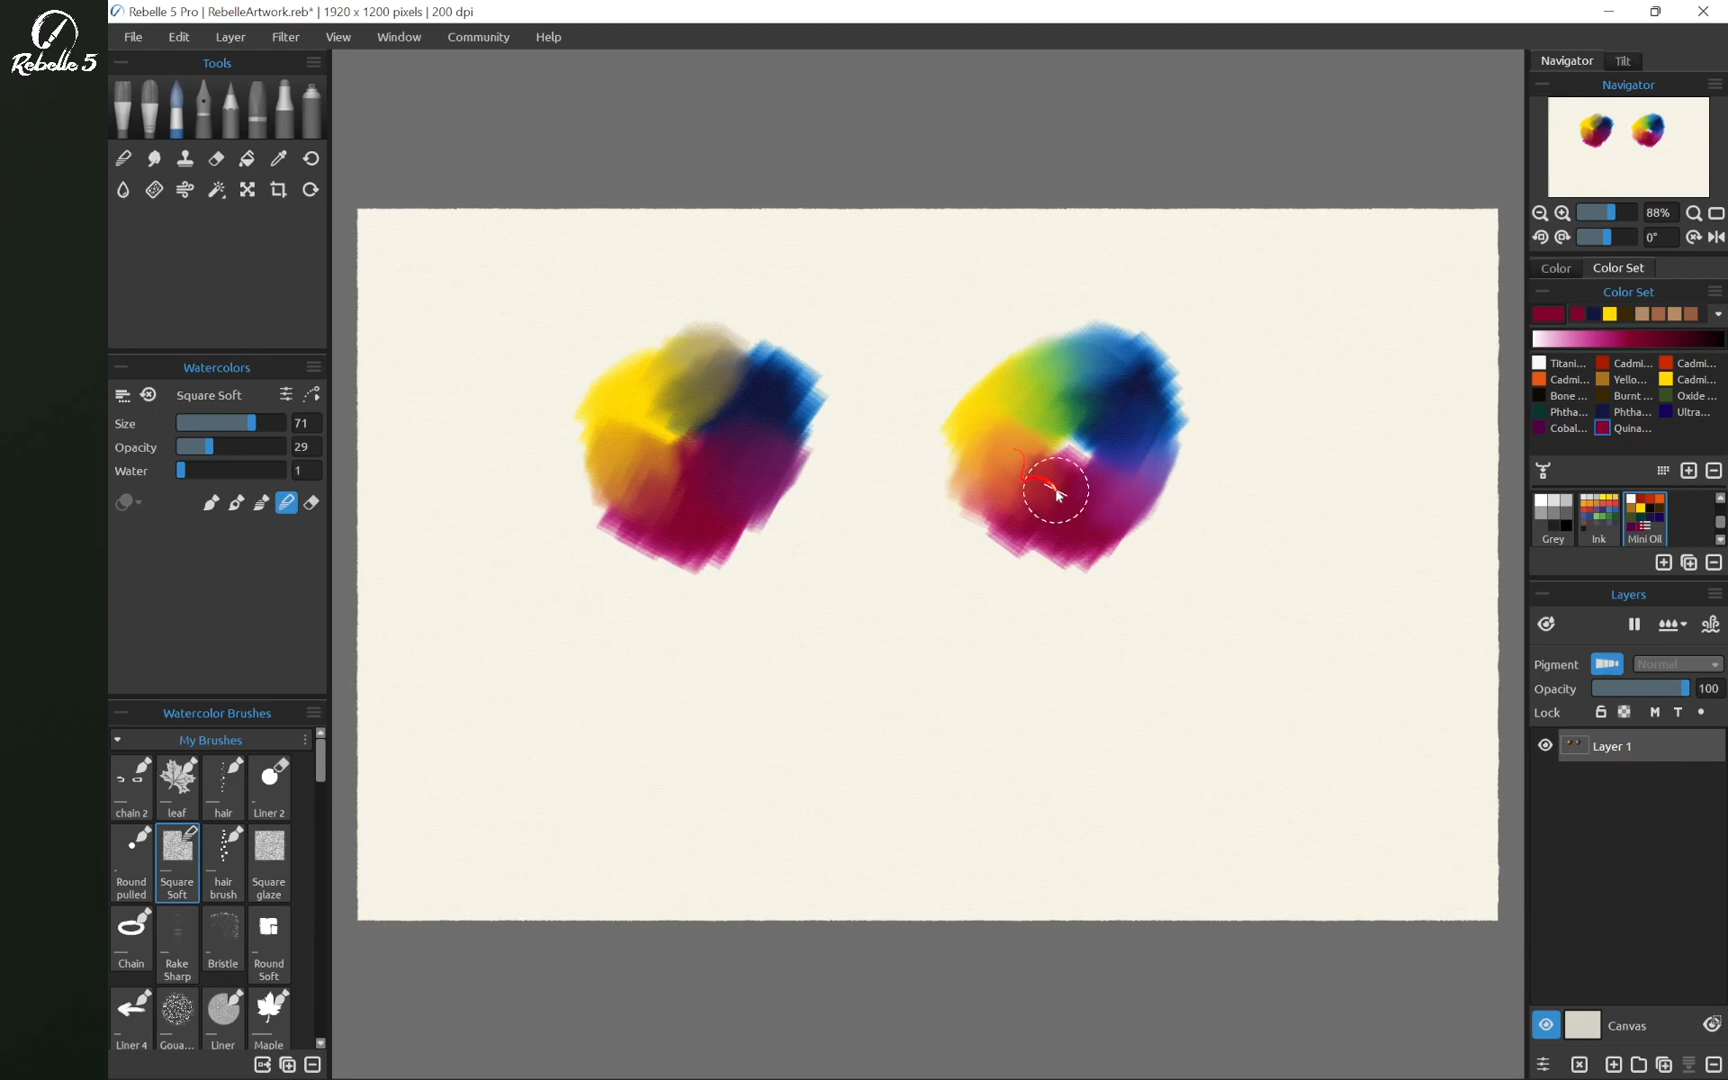 Rebelle 5
Rebelle 5 Pro | RebelleArtwork.reb* | 1920 x 1200 pixels | 200 dpi
File Edit Layer Filter View Window Community Help
Tools
Watercolors
Square Soft
Size 71
Opacity 29
Water 1
Watercolor Brushes
My Brushes
chain 2 leaf hair Liner 2
Round pulled Square Soft hair brush Square glaze
Chain Rake Sharp Bristle Round Soft
Liner 4 Goua... Liner Maple
Navigator Tilt
Navigator
88%
0°
Color Color Set
Color Set
Titani... Cadmi... Cadmi...
Cadmi... Yello... Cadmi...
Bone ... Burnt ... Oxide ...
Phtha... Phtha... Ultra...
Cobal... Quina...
Grey Ink Mini Oil
Layers
Pigment Normal
Opacity 100
Lock M T
Layer 1
Canvas